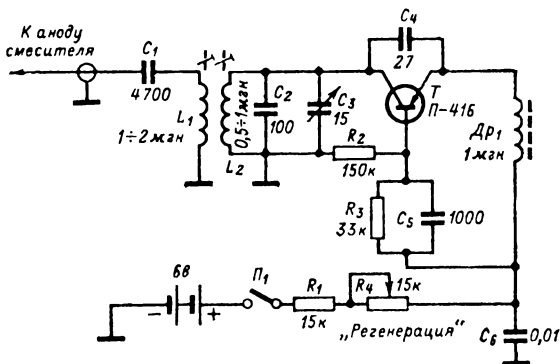 К аноду
смесителя
C1
4700
L1
1÷2мгн
0,5÷1мгн
L2
C2
100
C3
15
C4
27
T
П-416
Др1
1мгн
R2
150к
R3
33к
C5
1000
6в
–
+
П1
R1
15к
R4
15к
„Регенерация"
C6
0,01